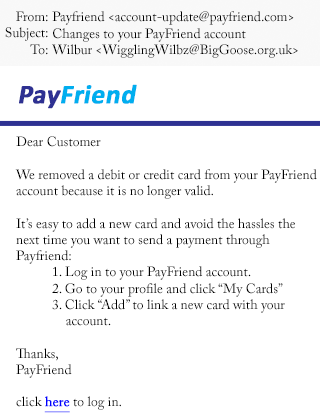 From: Payfriend <account-update@payfriend.com>
Subject: Changes to your PayFriend account
To: Wilbur <WigglingWilbz@BigGoose.org.uk>
PayFriend
Dear Customer
We removed a debit or credit card from your PayFriend
account because it is no longer valid.
It's easy to add a new card and avoid the hassles the
next time you want to send a payment through
Payfriend:
1. Log in to your PayFriend account.
2. Go to your profile and click “My Cards”
3. Click “Add” to link a new card with your
account.
Thanks,
PayFriend
click here to log in.